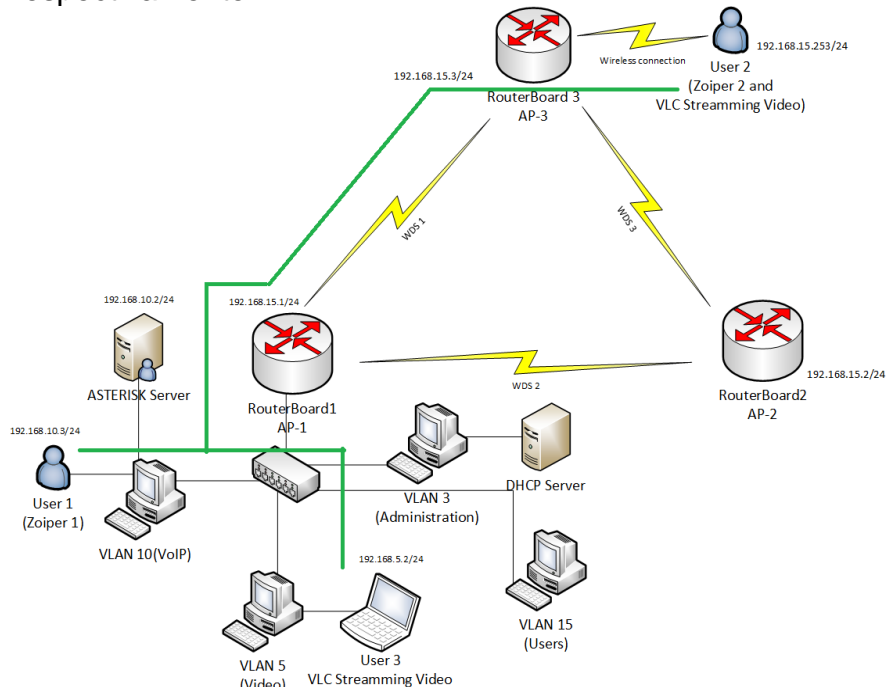 192.168.15.253/24
Wireless connection
User 2
(Zoiper 2 and
VLC Streamming Video)
192.168.15.3/24
RouterBoard 3
AP-3
WDS 1
WDS 3
192.168.10.2/24
192.168.15.1/24
ASTERISK Server
RouterBoard1
AP-1
WDS 2
192.168.15.2/24
RouterBoard2
AP-2
192.168.10.3/24
User 1
(Zoiper 1)
VLAN 10(VoIP)
VLAN 3
(Administration)
DHCP Server
192.168.5.2/24
VLAN 15
(Users)
VLAN 5
(Video)
User 3
VLC Streamming Video